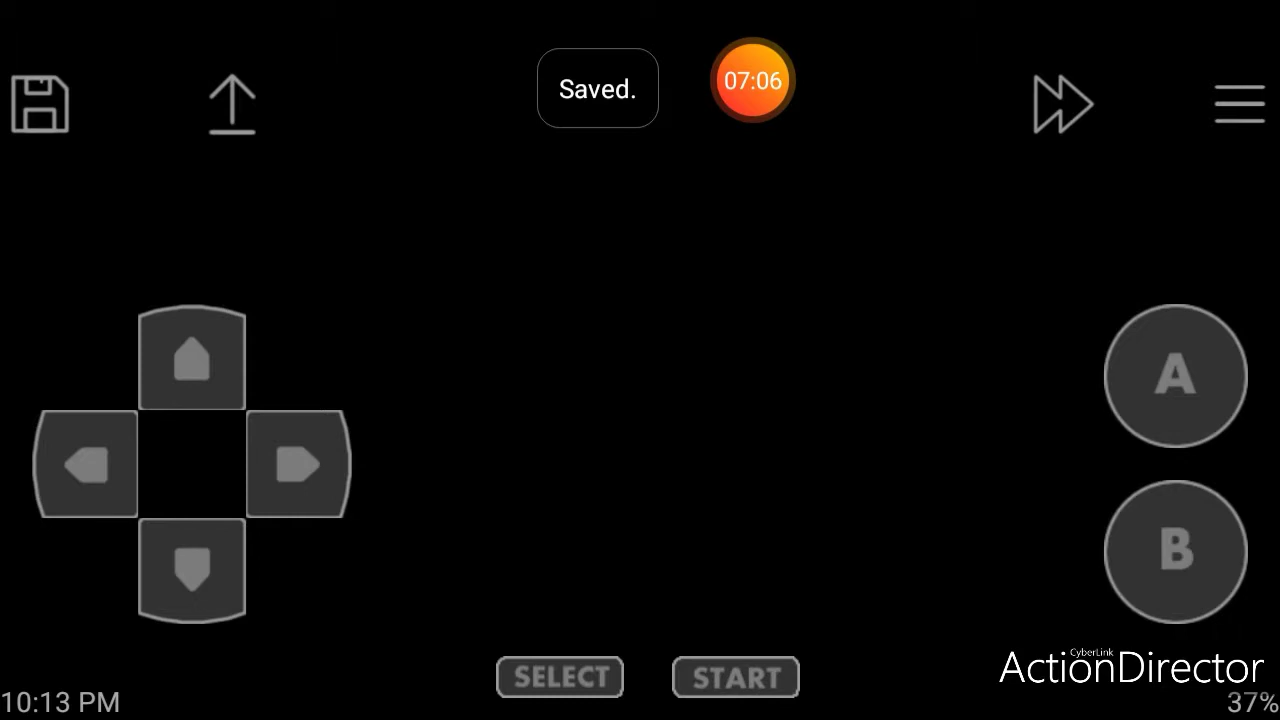 Saved.
07:06
A
B
SELECT
START
CyberLink
ActionDirector
10:13 PM
37%